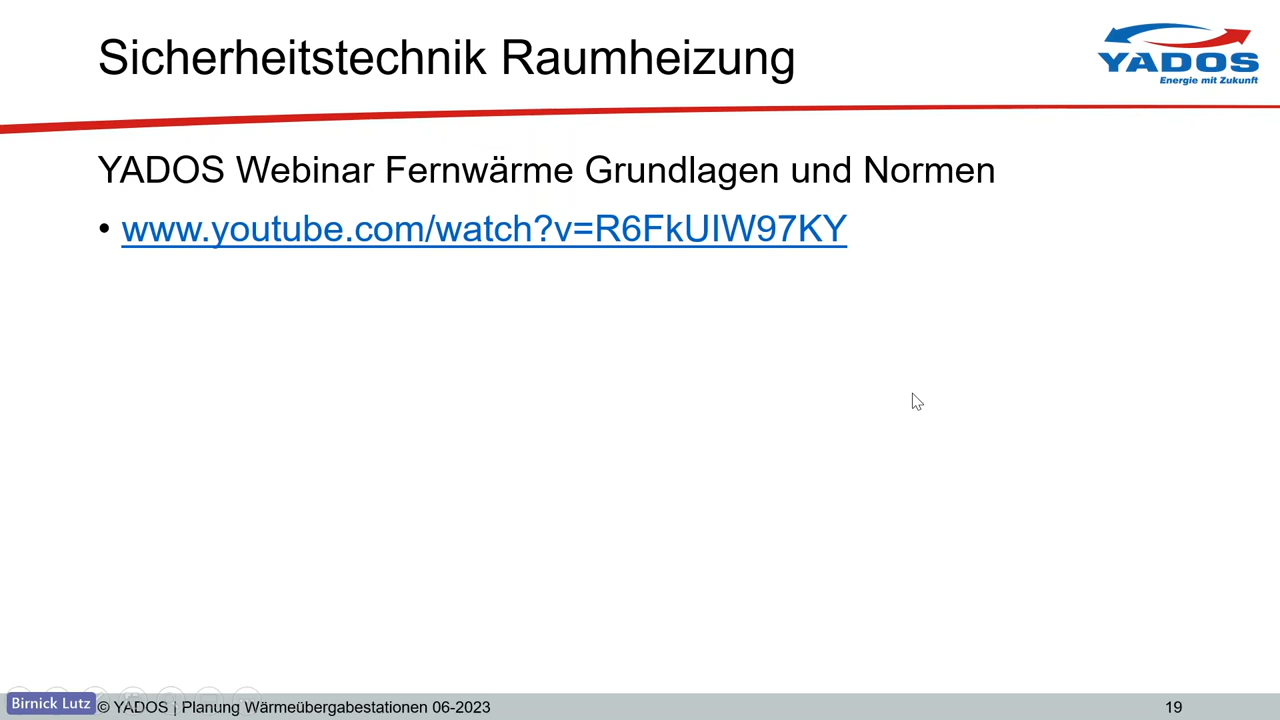 Sicherheitstechnik Raumheizung
YADOS
Energie mit Zukunft
YADOS Webinar Fernwärme Grundlagen und Normen
• www.youtube.com/watch?v=R6FkUIW97KY
Birnick Lutz
© YADOS | Planung Wärmeübergabestationen 06-2023
19